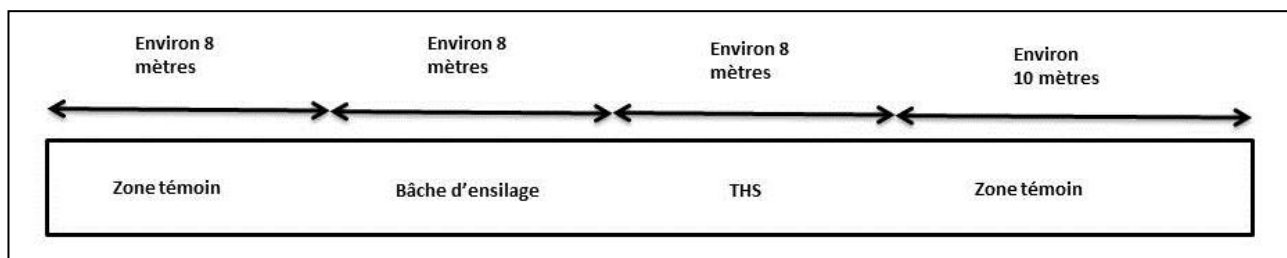 Environ 8
mètres
Environ 8
mètres
Environ 8
mètres
Environ
10 mètres
Zone témoin
Bâche d’ensilage
THS
Zone témoin